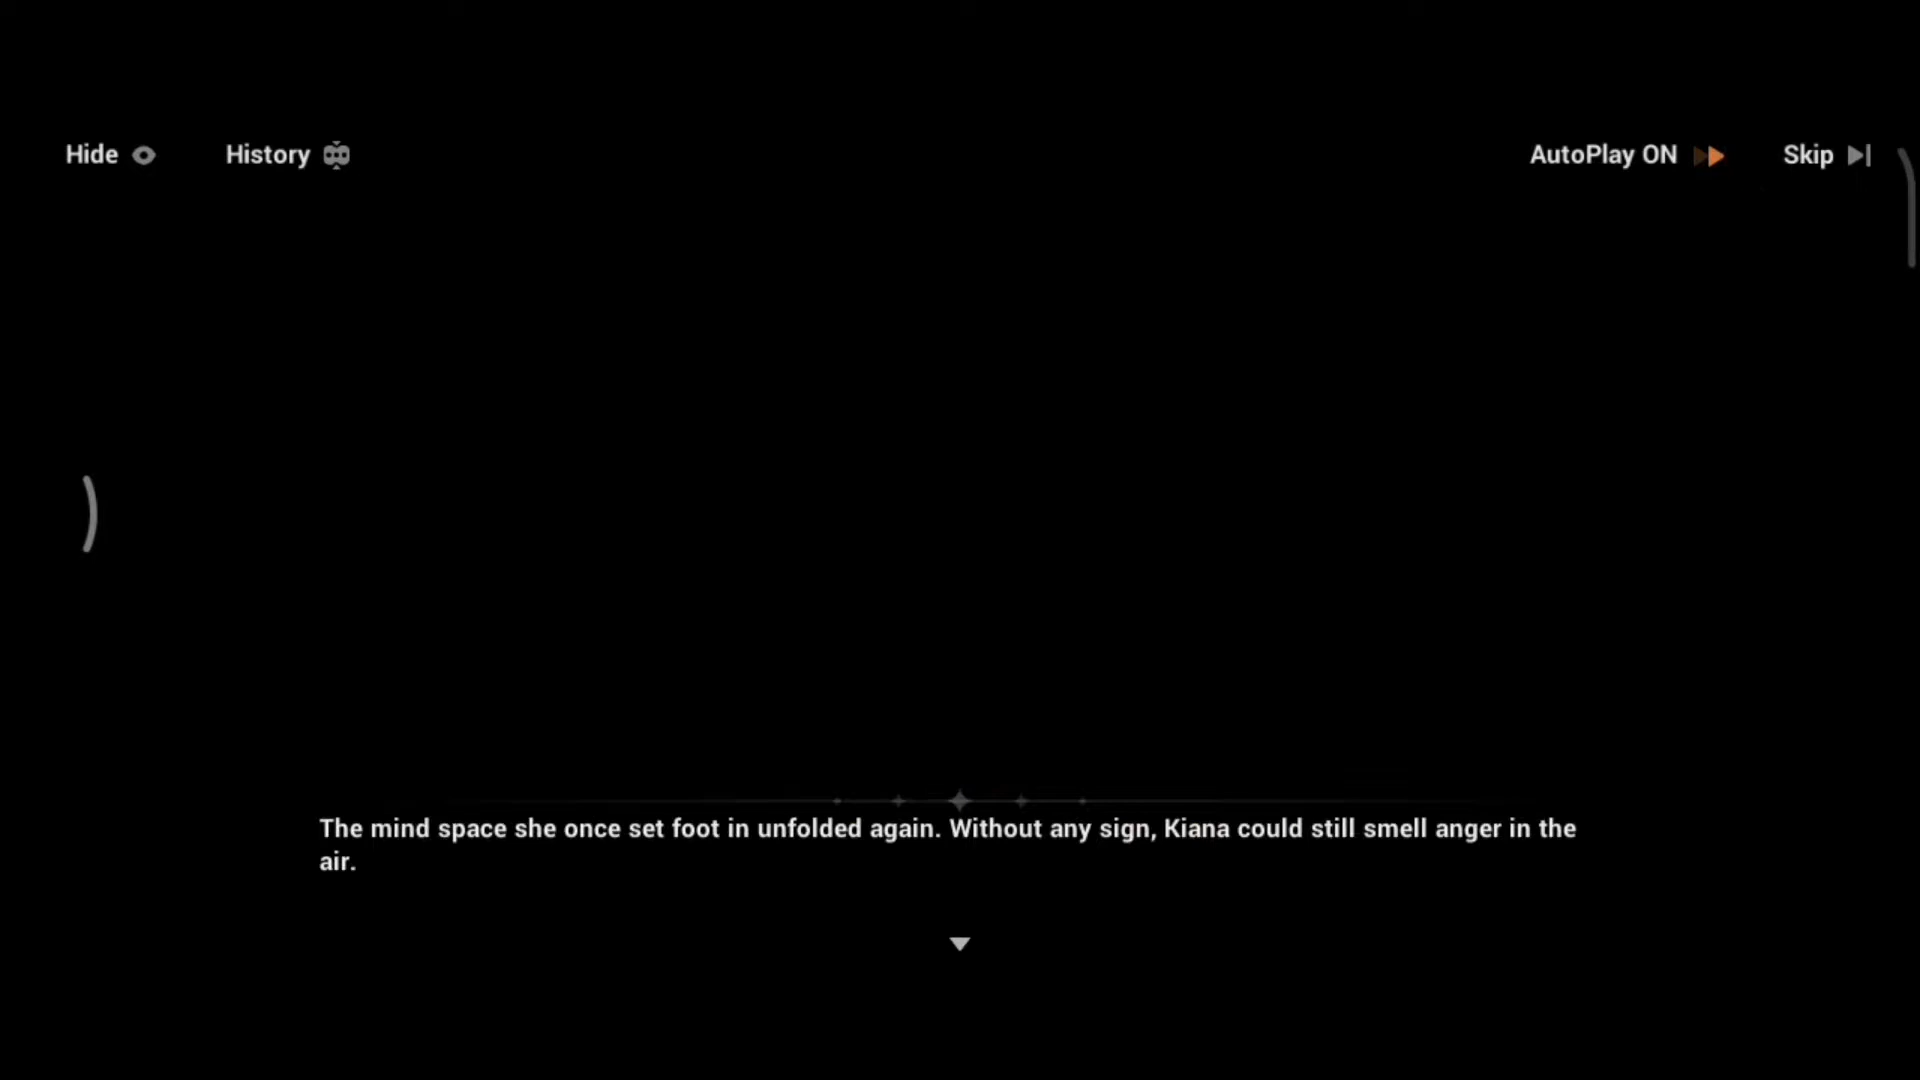 Hide
History
AutoPlay ON
Skip
The mind space she once set foot in unfolded again. Without any sign, Kiana could still smell anger in the
air.